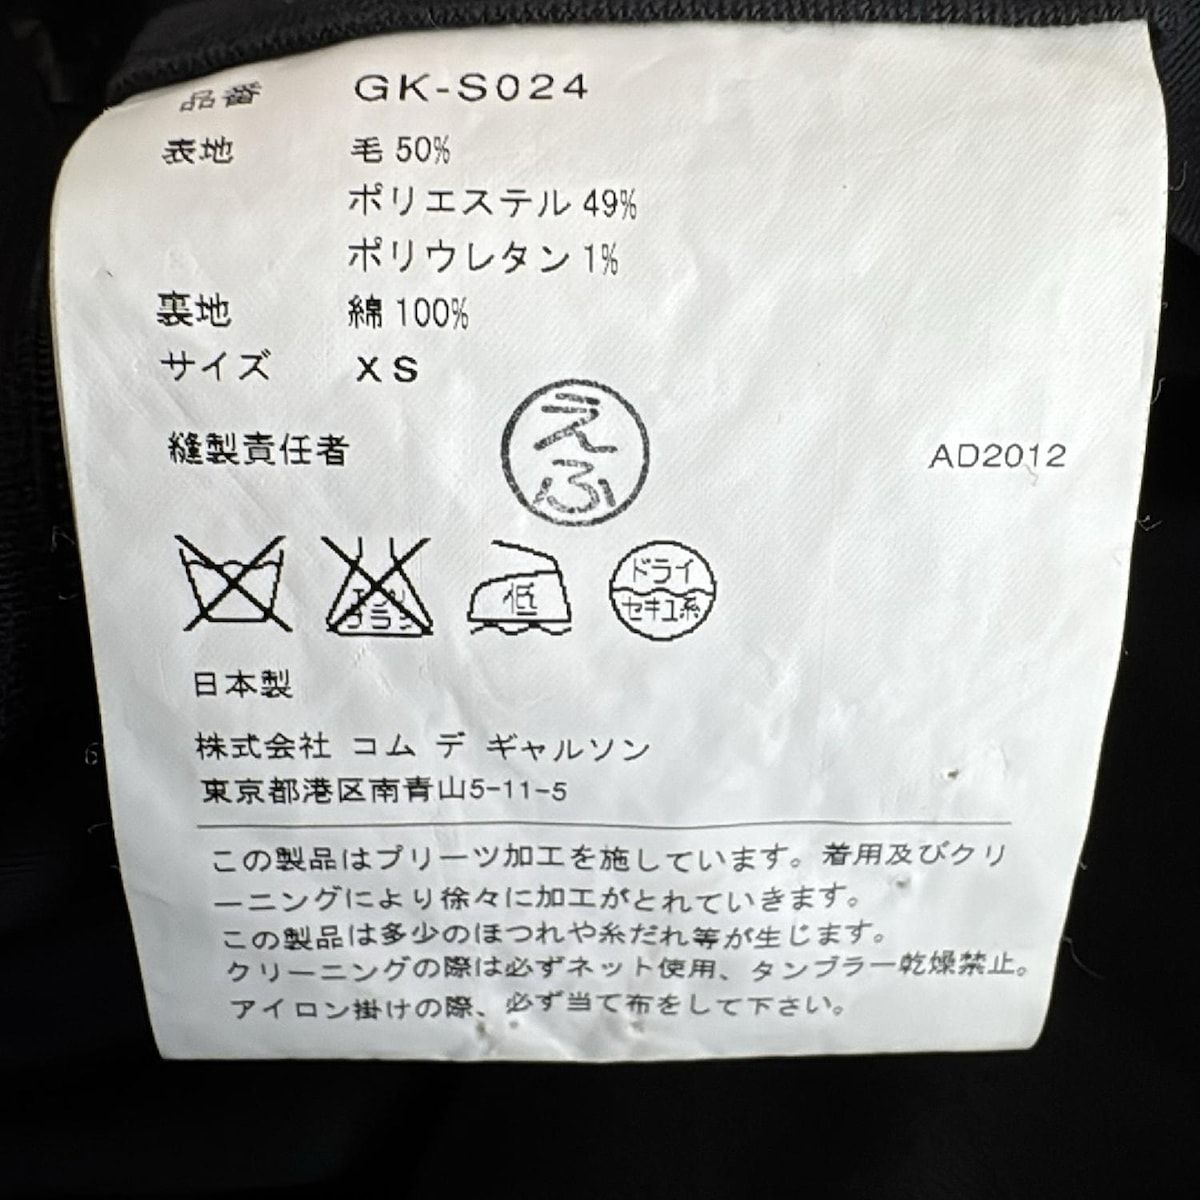 品番 GK-S024
表地 毛 50%
ポリエステル 49%
ポリウレタン 1%
裏地 綿 100%
サイズ XS
縫製責任者 えふ AD2012
エンソ
フラシ
低
ドライ
セキユ系
日本製
株式会社 コム デ ギャルソン
東京都港区南青山5-11-5
この製品はプリーツ加工を施しています。着用及びクリ
ーニングにより徐々に加工がとれていきます。
この製品は多少のほつれや糸だれ等が生じます。
クリーニングの際は必ずネット使用、タンブラー乾燥禁止。
アイロン掛けの際、必ず当て布をして下さい。